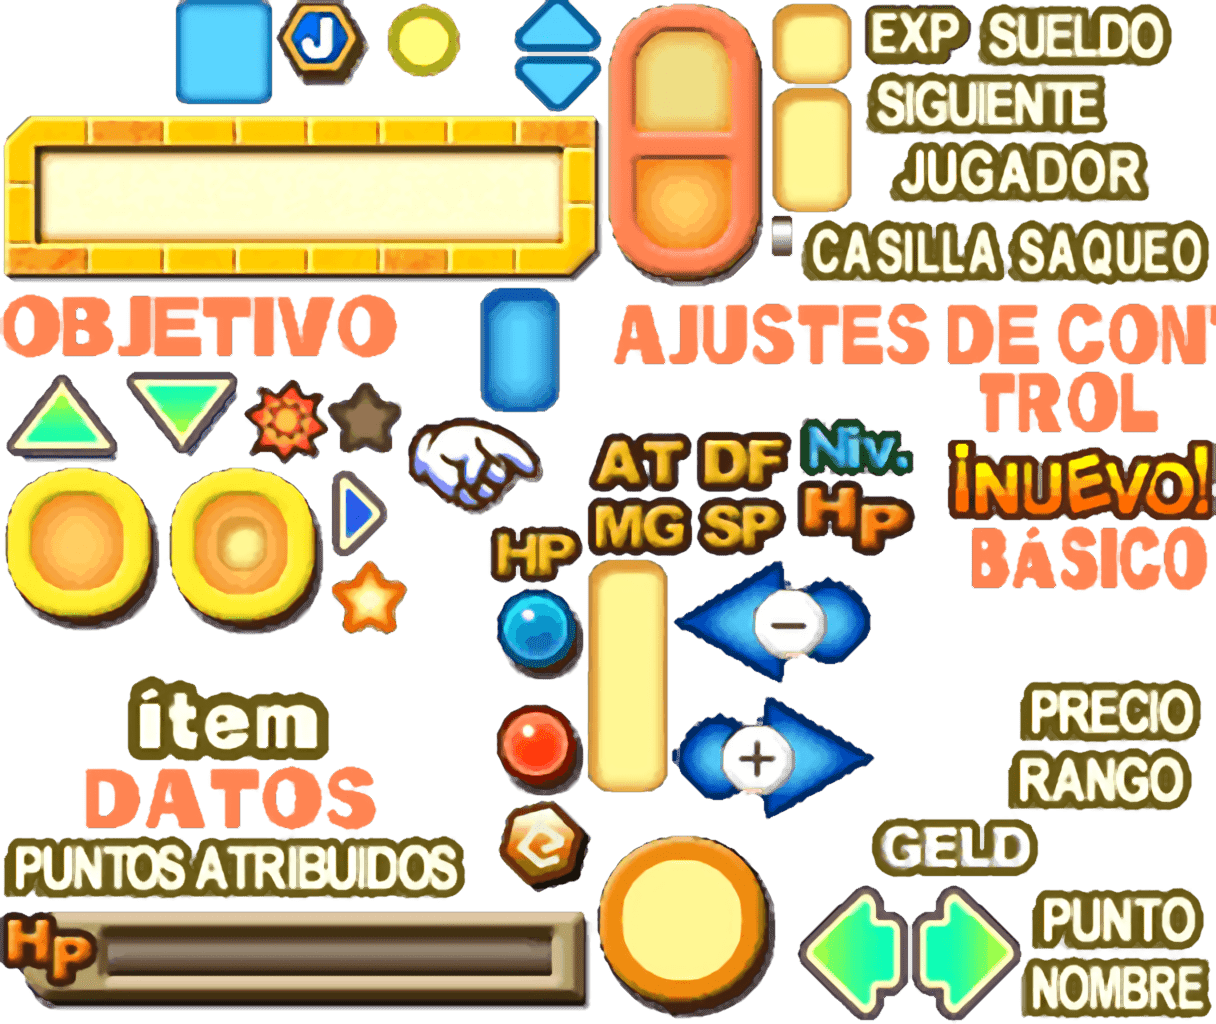 J
EXP SUELDO
SIGUIENTE
JUGADOR
CASILLA SAQUEO
OBJETIVO
AJUSTES DE CONT
TROL
AT DF Niv.
¡NUEVO!
MG SP Hp
HP
BÁSICO
ítem
PRECIO
DATOS
RANGO
GELD
PUNTOS ATRIBUIDOS
PUNTO
Hp
NOMBRE